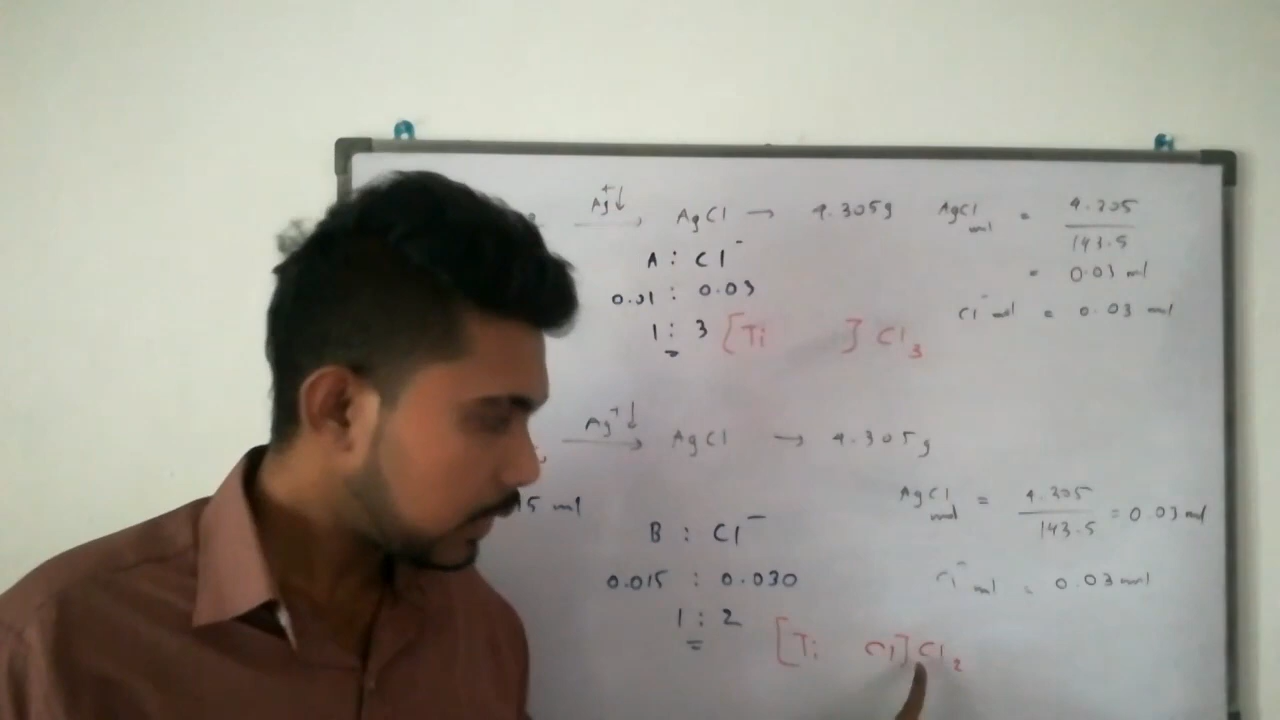 Ag⁺↓ → AgCl → 4.305g AgCl mol = 4.305 / 143.5
A : Cl⁻ = 0.03 mol
0.01 : 0.03 Cl⁻ mol = 0.03 mol
1 : 3 [Ti ] Cl₃
Ag⁺↓ → AgCl → 4.305g
15 ml AgCl mol = 4.305 / 143.5 = 0.03 mol
B : Cl⁻
0.015 : 0.030 Cl⁻ mol = 0.03 mol
1 : 2 [Ti Cl] Cl₂